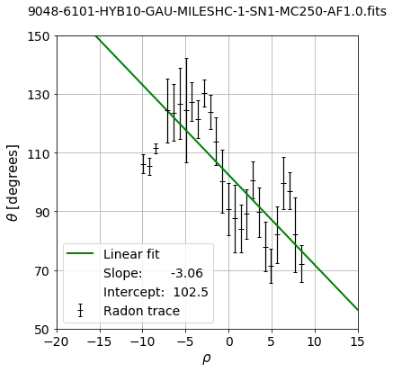 9048-6101-HYB10-GAU-MILESHC-1-SN1-MC250-AF1.0.fits
150
130
110
90
70
50
θ [degrees]
Linear fit
Slope: -3.06
Intercept: 102.5
Radon trace
−20 −15 −10 −5 0 5 10 15
ρ